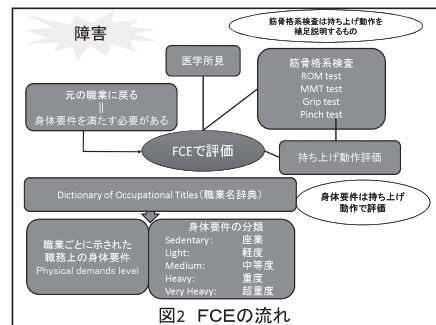 障害
筋骨格系検査は持ち上げ動作を
補足説明するもの
医学所見
筋骨格系検査
ROM test
MMT test
Grip test
Pinch test
元の職業に戻る
||
身体要件を満たす必要がある
FCEで評価
持ち上げ動作評価
Dictionary of Occupational Titles(職業名辞典)
身体要件は持ち上げ
動作で評価
職業ごとに示された
職務上の身体要件
Physical demands level
身体要件の分類
Sedentary: 座業
Light: 軽度
Medium: 中等度
Heavy: 重度
Very Heavy: 超重度
図2 FCEの流れ